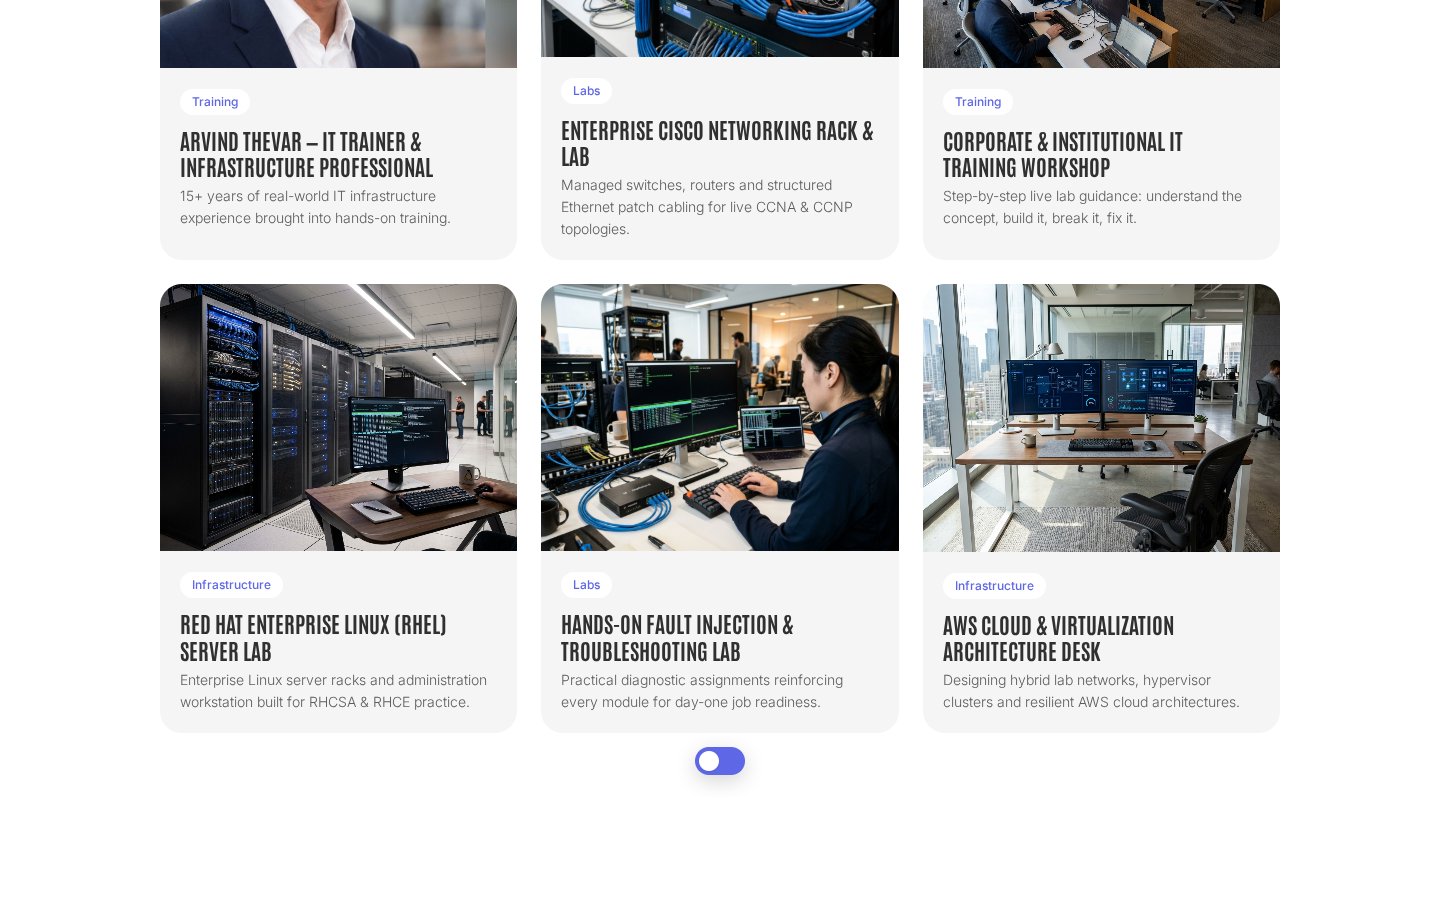 Training
ARVIND THEVAR – IT TRAINER &
INFRASTRUCTURE PROFESSIONAL
15+ years of real-world IT infrastructure
experience brought into hands-on training.
Labs
ENTERPRISE CISCO NETWORKING RACK &
LAB
Managed switches, routers and structured
Ethernet patch cabling for live CCNA & CCNP
topologies.
Training
CORPORATE & INSTITUTIONAL IT
TRAINING WORKSHOP
Step-by-step live lab guidance: understand the
concept, build it, break it, fix it.
Infrastructure
RED HAT ENTERPRISE LINUX (RHEL)
SERVER LAB
Enterprise Linux server racks and administration
workstation built for RHCSA & RHCE practice.
Labs
HANDS-ON FAULT INJECTION &
TROUBLESHOOTING LAB
Practical diagnostic assignments reinforcing
every module for day-one job readiness.
Infrastructure
AWS CLOUD & VIRTUALIZATION
ARCHITECTURE DESK
Designing hybrid lab networks, hypervisor
clusters and resilient AWS cloud architectures.